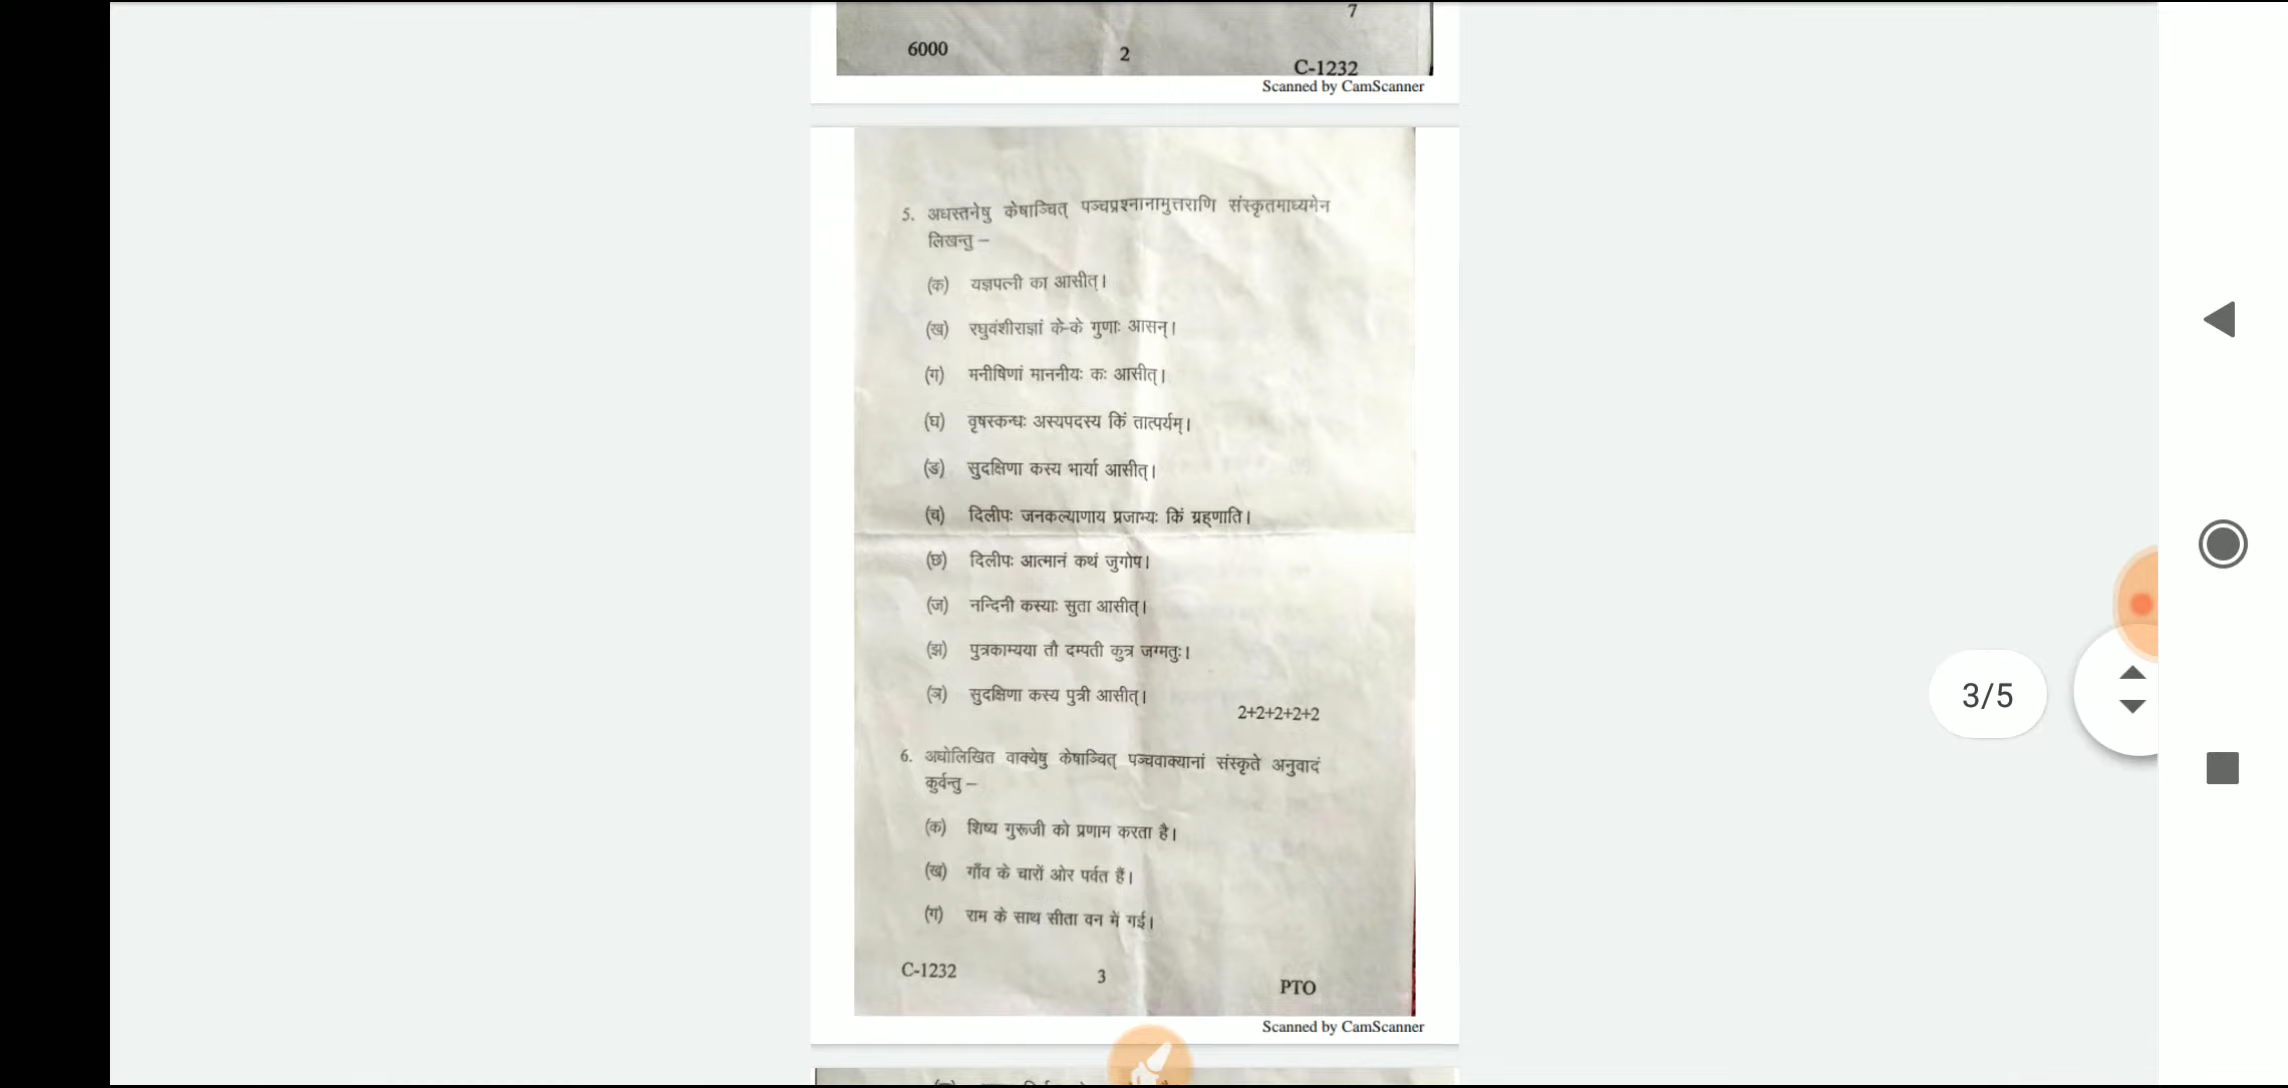 7
6000 2 C-1232
Scanned by CamScanner
5. अधस्तनेषु केषाञ्चित् पञ्चप्रश्नानामुत्तराणि संस्कृतमाध्यमेन
लिखन्तु –
(क) यज्ञपत्नी का आसीत्।
(ख) रघुवंशीराज्ञां के-के गुणाः आसन्।
(ग) मनीषिणां माननीयः कः आसीत्।
(घ) वृषस्कन्धः अस्यपदस्य किं तात्पर्यम्।
(ड) सुदक्षिणा कस्य भार्या आसीत्।
(च) दिलीपः जनकल्याणाय प्रजाभ्यः किं ग्रह्णाति।
(छ) दिलीपः आत्मानं कथं जुगोप।
(ज) नन्दिनी कस्याः सुता आसीत्।
(झ) पुत्रकाम्यया तौ दम्पती कुत्र जग्मतुः।
(ञ) सुदक्षिणा कस्य पुत्री आसीत्।
2+2+2+2+2
6. अधोलिखित वाक्येषु केषाञ्चित् पञ्चवाक्यानां संस्कृते अनुवादं
कुर्वन्तु –
(क) शिष्य गुरूजी को प्रणाम करता है।
(ख) गाँव के चारों ओर पर्वत हैं।
(ग) राम के साथ सीता वन में गई।
C-1232 3 PTO
Scanned by CamScanner
3/5